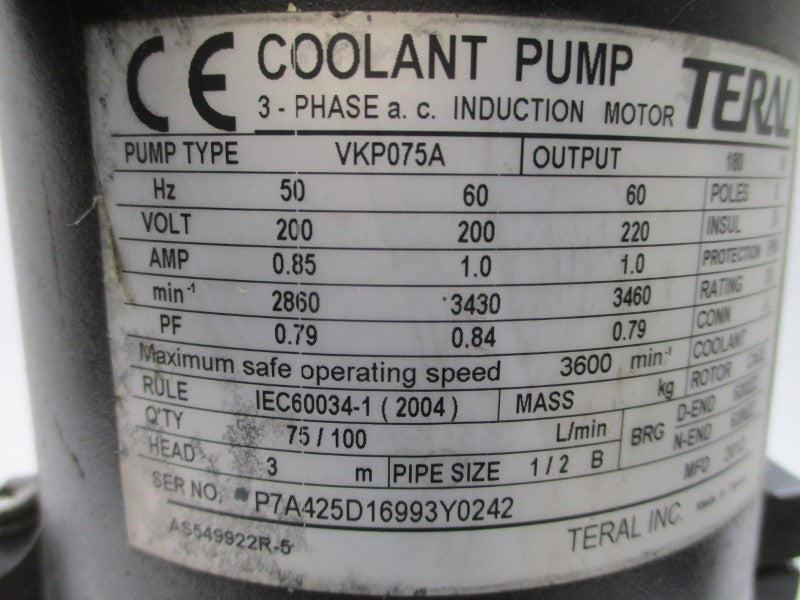 CE COOLANT PUMP TERAL
3 - PHASE a. c. INDUCTION MOTOR
PUMP TYPE VKP075A OUTPUT 180
Hz 50 60 60 POLES
VOLT 200 200 220 INSUL
AMP 0.85 1.0 1.0 PROTECTION
min-1 2860 3430 3460 RATING
PF 0.79 0.84 0.79 CONN
Maximum safe operating speed 3600 min-1 COOLANT
RULE IEC60034-1 ( 2004 ) MASS kg ROTOR CAGE
Q'TY 75 / 100 L/min BRG D-END
HEAD 3 m PIPE SIZE 1 / 2 B N-END
SER NO. P7A425D16993Y0242 MFD
AS549922R-5 TERAL INC.